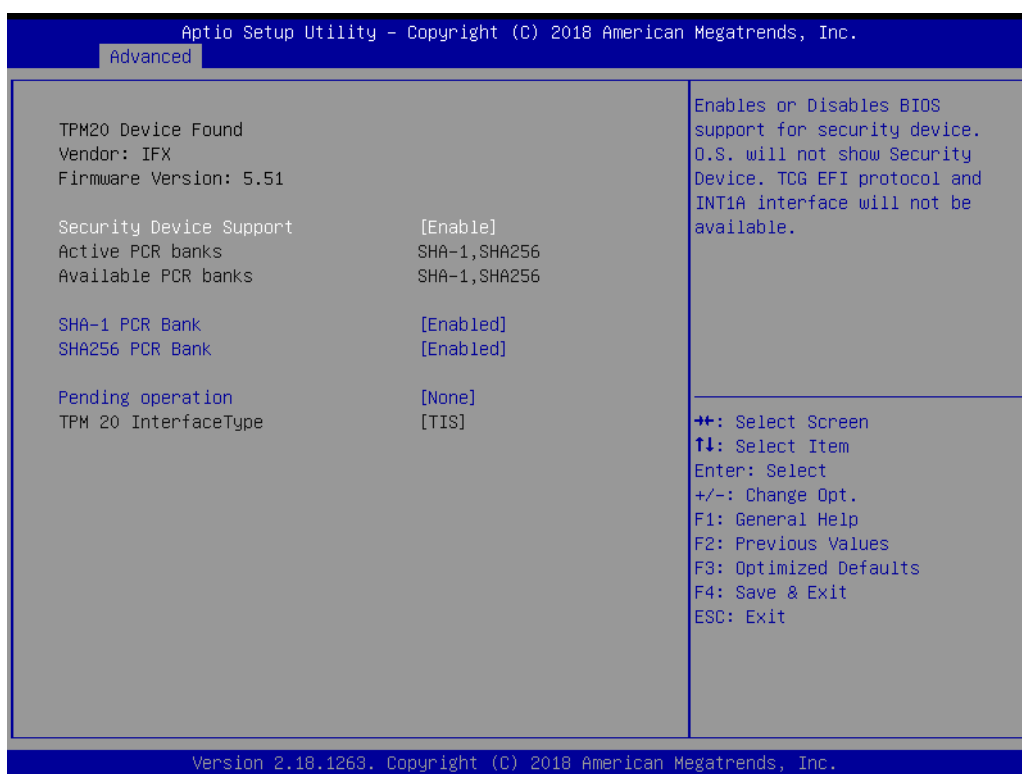 Aptio Setup Utility – Copyright (C) 2018 American Megatrends, Inc.
Advanced
TPM20 Device Found
Vendor: IFX
Firmware Version: 5.51
Security Device Support [Enable]
Active PCR banks SHA-1,SHA256
Available PCR banks SHA-1,SHA256
SHA-1 PCR Bank [Enabled]
SHA256 PCR Bank [Enabled]
Pending operation [None]
TPM 20 InterfaceType [TIS]
Enables or Disables BIOS
support for security device.
O.S. will not show Security
Device. TCG EFI protocol and
INT1A interface will not be
available.
→←: Select Screen
↑↓: Select Item
Enter: Select
+/-: Change Opt.
F1: General Help
F2: Previous Values
F3: Optimized Defaults
F4: Save & Exit
ESC: Exit
Version 2.18.1263. Copyright (C) 2018 American Megatrends, Inc.